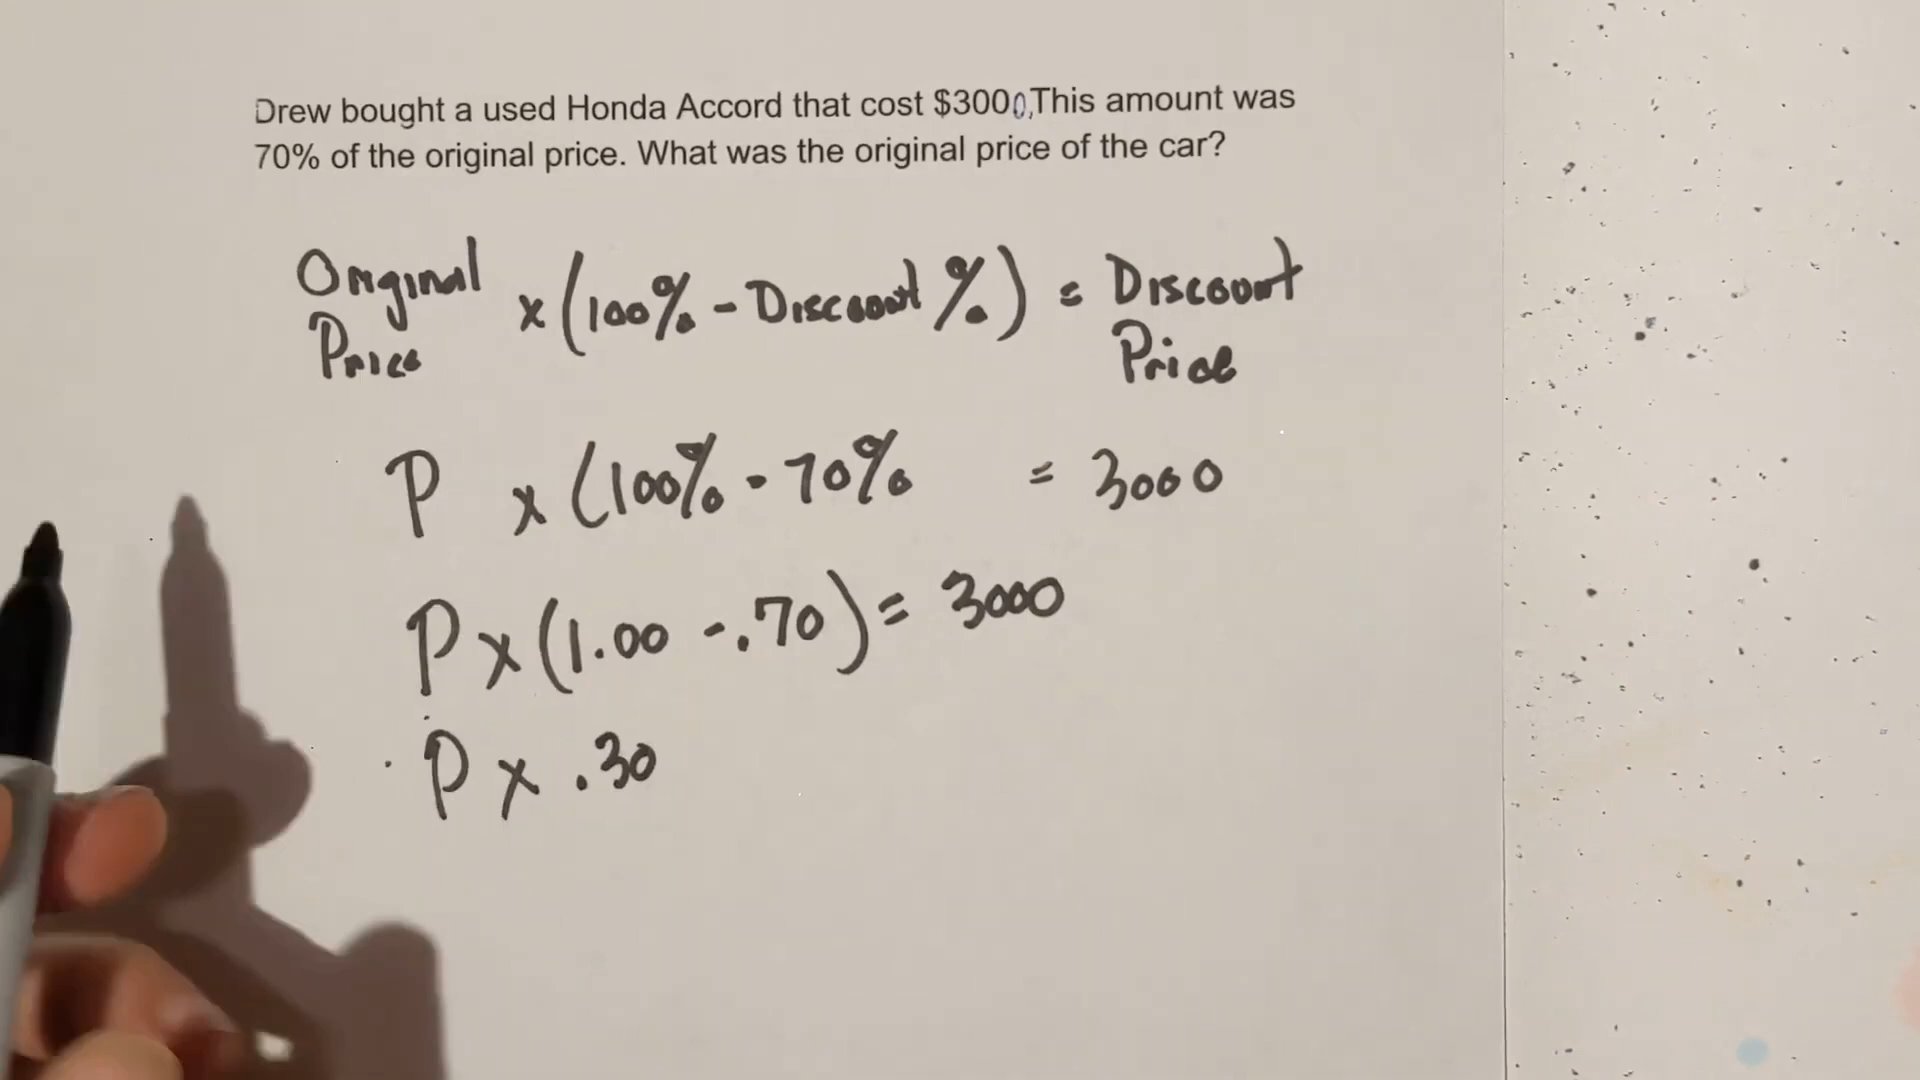 Drew bought a used Honda Accord that cost $3000,This amount was
70% of the original price. What was the original price of the car?
Original Price x (100% - Discount %) = Discount Price
P x (100% - 70% = 3000
P x (1.00 - .70) = 3000
P x .30